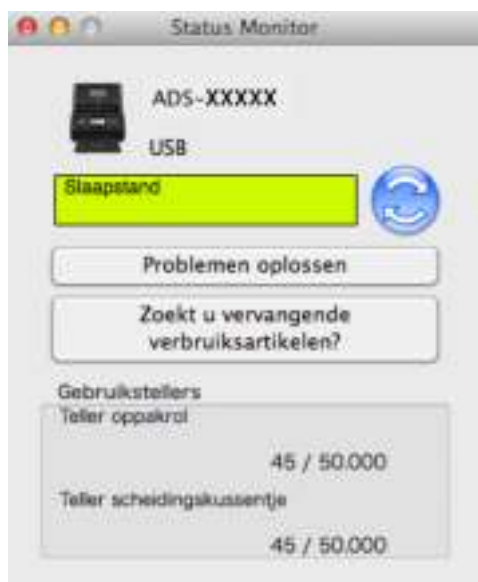 Status Monitor
ADS-XXXXX
USB
Slaapstand
Problemen oplossen
Zoekt u vervangende
verbruiksartikelen?
Gebruikstellers
Teller oppakrol
45 / 50.000
Teller scheidingskussentje
45 / 50.000